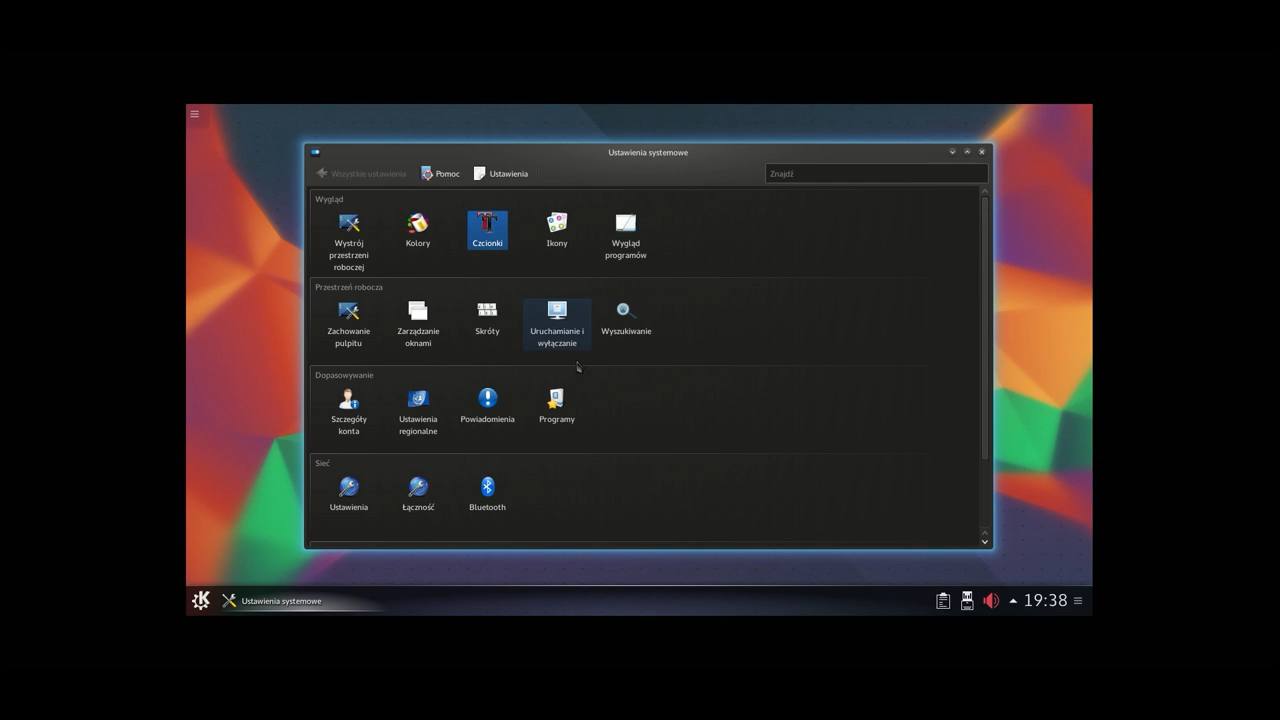 Ustawienia systemowe
Wszystkie ustawienia Pomoc Ustawienia Znajdź
Wygląd
Wystrój przestrzeni roboczej
Kolory
Czcionki
Ikony
Wygląd programów
Przestrzeń robocza
Zachowanie pulpitu
Zarządzanie oknami
Skróty
Uruchamianie i wyłączanie
Wyszukiwanie
Dopasowywanie
Szczegóły konta
Ustawienia regionalne
Powiadomienia
Programy
Sieć
Ustawienia
Łączność
Bluetooth
Ustawienia systemowe
19:38